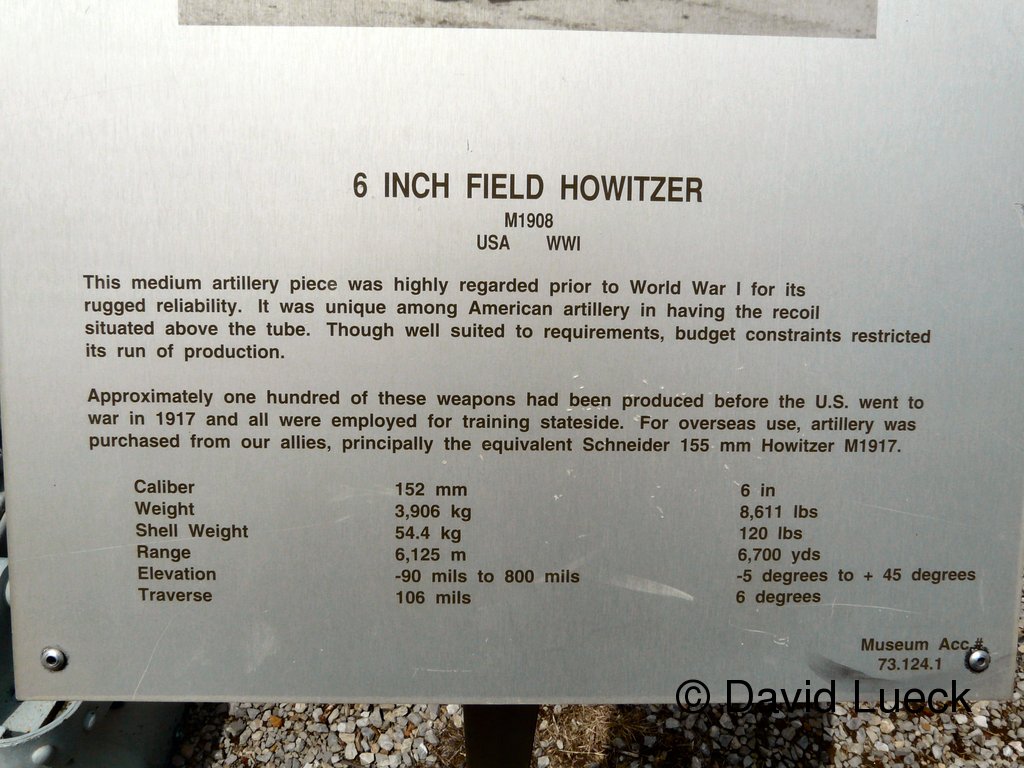 6 INCH FIELD HOWITZER
M1908
USA WWI
This medium artillery piece was highly regarded prior to World War I for its
rugged reliability. It was unique among American artillery in having the recoil
situated above the tube. Though well suited to requirements, budget constraints restricted
its run of production.
Approximately one hundred of these weapons had been produced before the U.S. went to
war in 1917 and all were employed for training stateside. For overseas use, artillery was
purchased from our allies, principally the equivalent Schneider 155 mm Howitzer M1917.
Caliber 152 mm 6 in
Weight 3,906 kg 8,611 lbs
Shell Weight 54.4 kg 120 lbs
Range 6,125 m 6,700 yds
Elevation -90 mils to 800 mils -5 degrees to + 45 degrees
Traverse 106 mils 6 degrees
Museum Acc #
73.124.1
© David Lueck